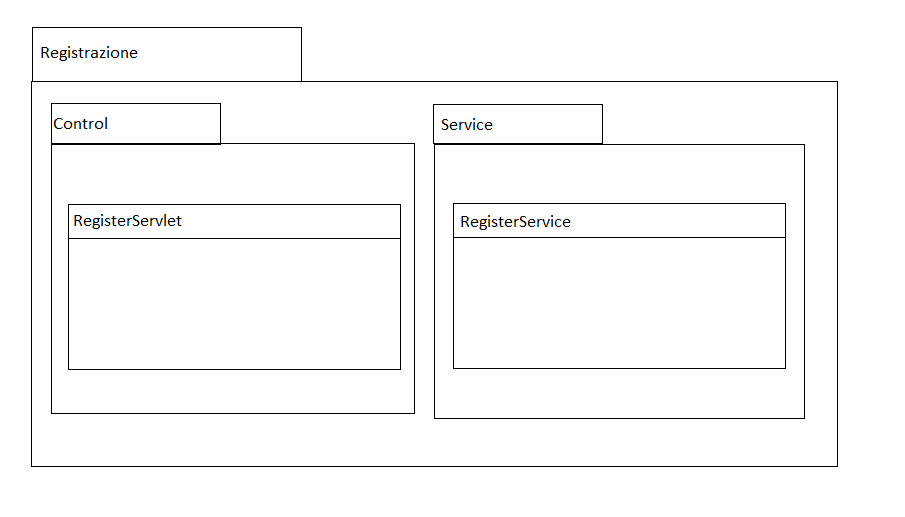 Registrazione
Control
Service
RegisterServlet
RegisterService